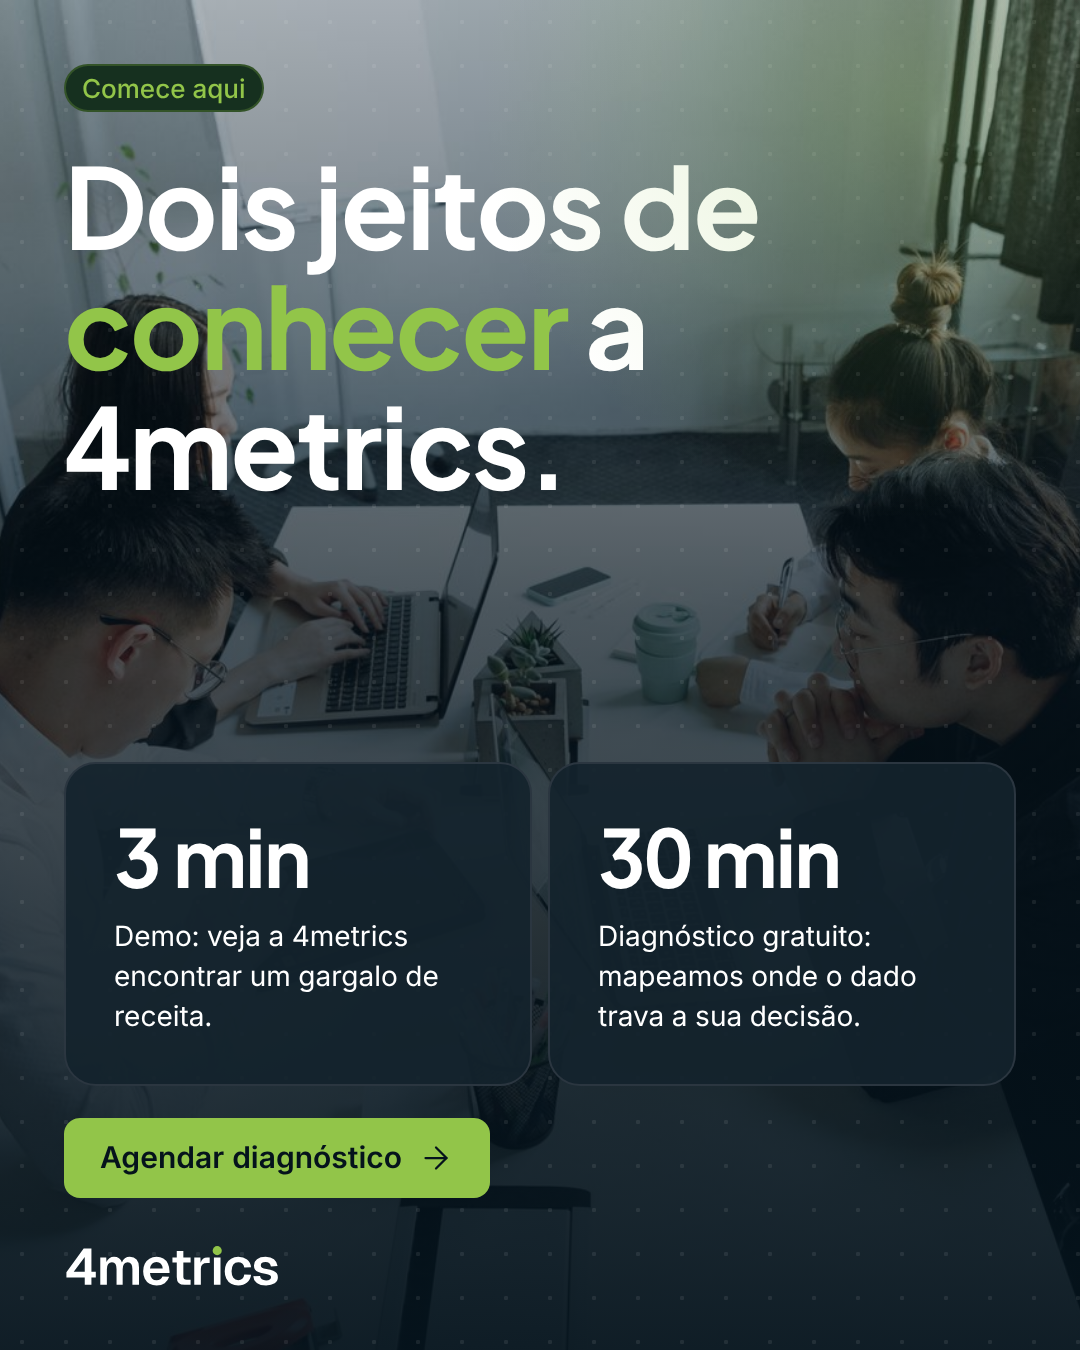 Comece aqui
Dois jeitos de
conhecer a
4metrics.
3 min
Demo: veja a 4metrics
encontrar um gargalo de
receita.
30 min
Diagnóstico gratuito:
mapeamos onde o dado
trava a sua decisão.
Agendar diagnóstico →
4metrics